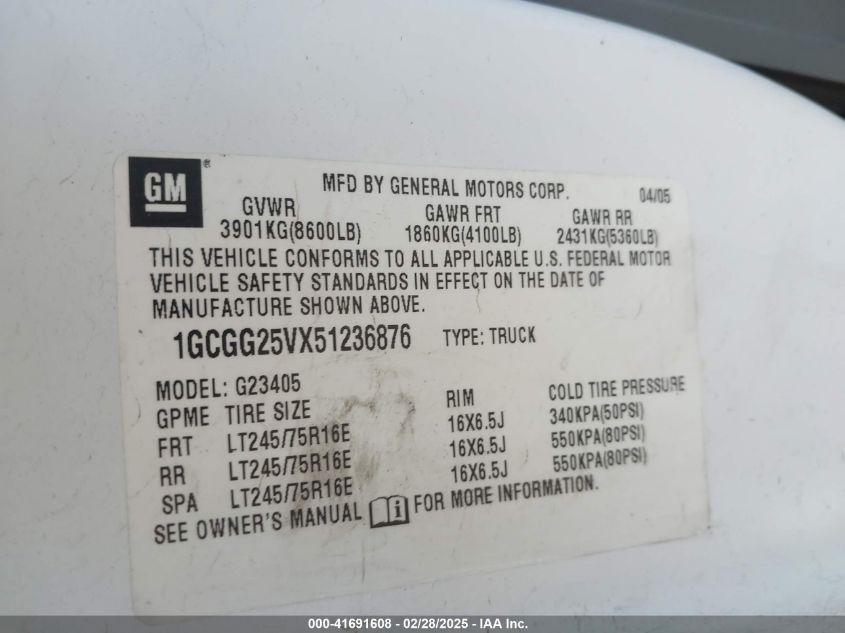 GM
MFD BY GENERAL MOTORS CORP. 04/05
GVWR GAWR FRT GAWR RR
3901KG(8600LB) 1860KG(4100LB) 2431KG(5360LB)
THIS VEHICLE CONFORMS TO ALL APPLICABLE U.S. FEDERAL MOTOR
VEHICLE SAFETY STANDARDS IN EFFECT ON THE DATE OF
MANUFACTURE SHOWN ABOVE.
1GCGG25VX51236876 TYPE: TRUCK
MODEL: G23405
GPME TIRE SIZE RIM COLD TIRE PRESSURE
FRT LT245/75R16E 16X6.5J 340KPA(50PSI)
RR LT245/75R16E 16X6.5J 550KPA(80PSI)
SPA LT245/75R16E 16X6.5J 550KPA(80PSI)
SEE OWNER'S MANUAL i FOR MORE INFORMATION.
000-41691608 - 02/28/2025 - IAA Inc.